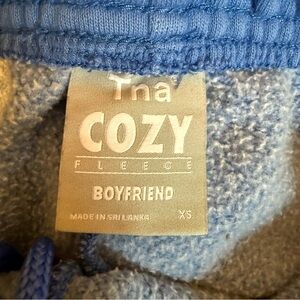 Tna
COZY
FLEECE
BOYFRIEND
MADE IN SRI LANKA XS